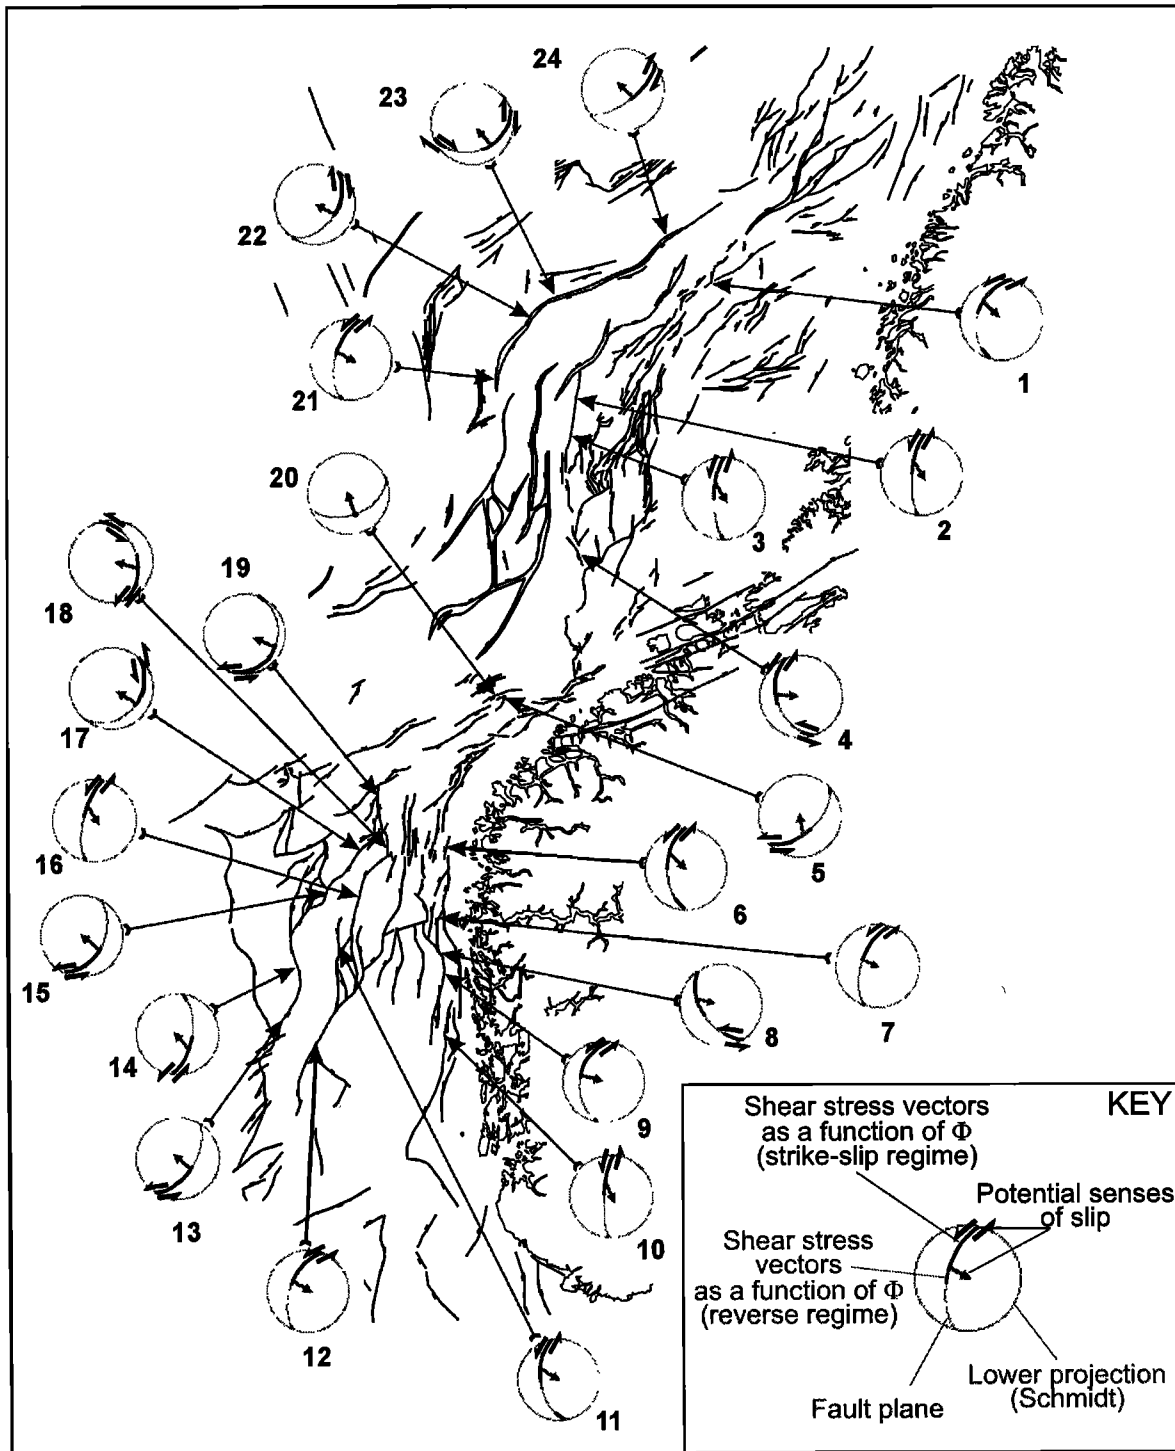 24
23
22
1
21
20
2
3
19
18
17
4
16
5
6
15
7
8
14
9
13
10
12
11
KEY
Shear stress vectors
as a function of Φ
(strike-slip regime)
Potential senses
of slip
Shear stress
vectors
as a function of Φ
(reverse regime)
Lower projection
(Schmidt)
Fault plane